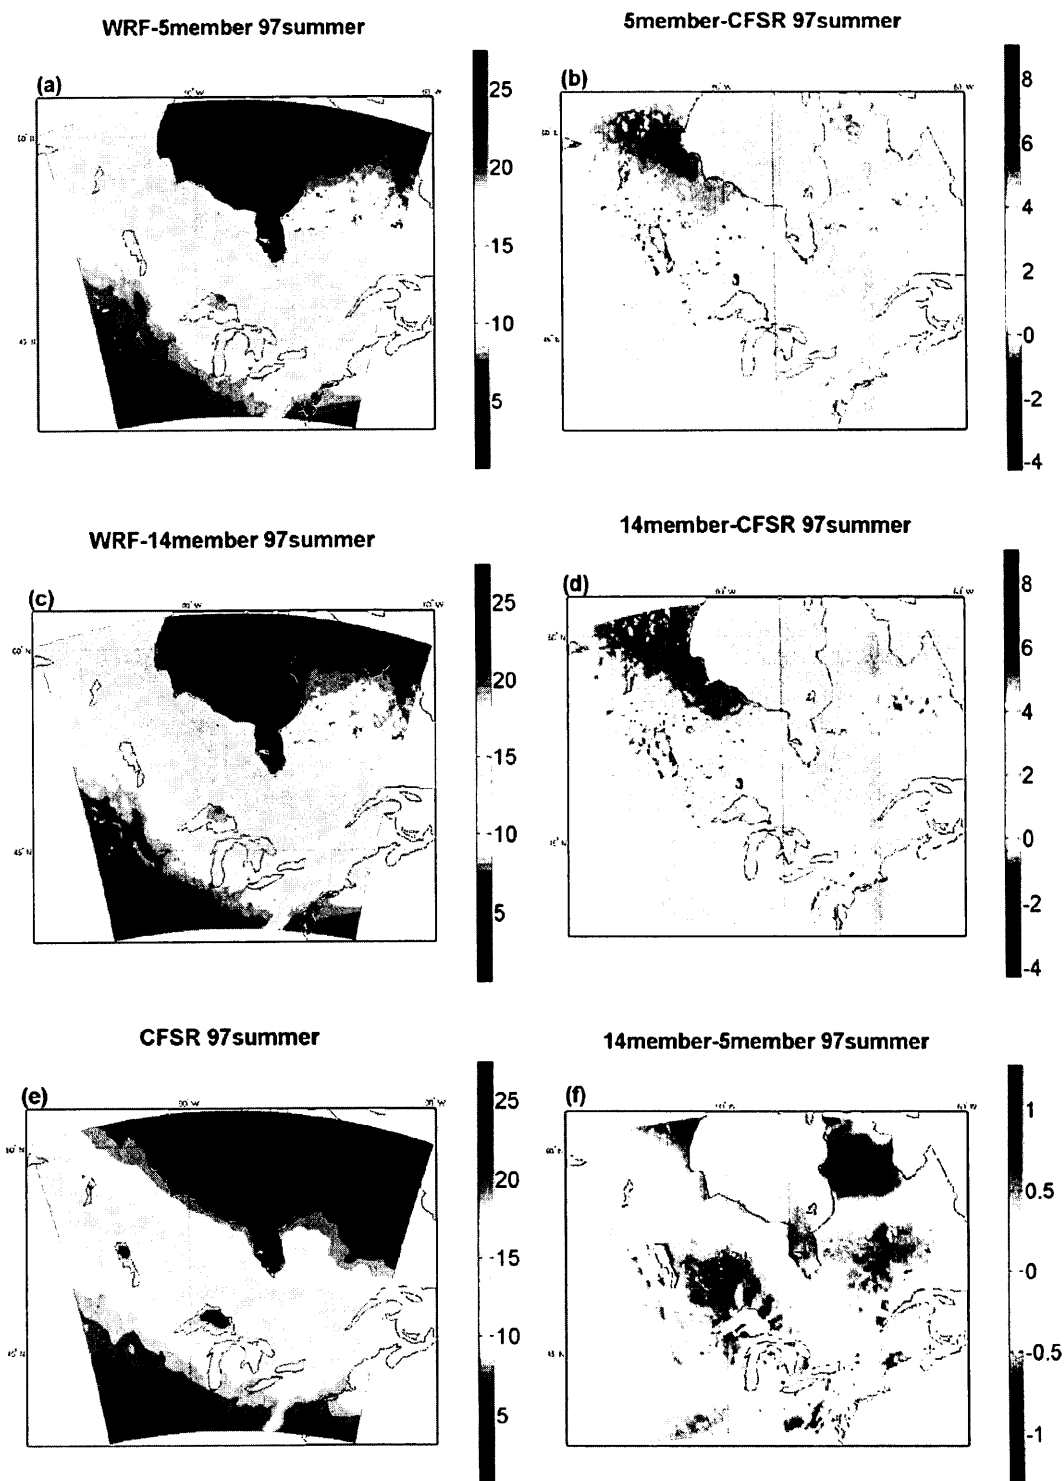 WRF-5member 97summer
5member-CFSR 97summer
(a)
25
20
15
10
5
(b)
8
6
4
2
-0
-2
-4
WRF-14member 97summer
14member-CFSR 97summer
(c)
25
20
15
10
5
(d)
8
6
4
2
0
-2
-4
CFSR 97summer
14member-5member 97summer
(e)
25
20
-15
10
5
(f)
1
0.5
-0
-0.5
-1